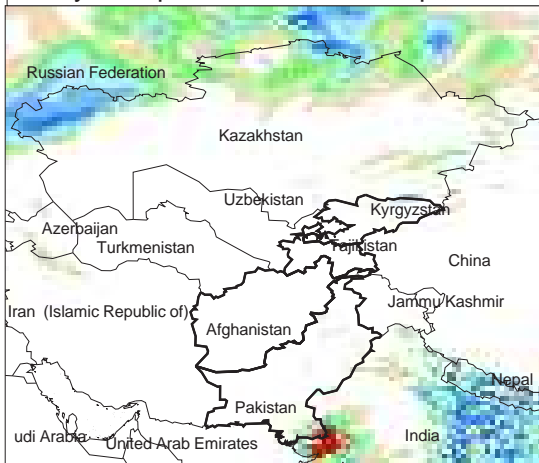 Russian Federation
Kazakhstan
Uzbekistan
Kyrgyzstan
Azerbaijan
Turkmenistan
Tajikistan
China
Iran (Islamic Republic of)
Jammu/Kashmir
Afghanistan
Nepal
Pakistan
udi Arabia
United Arab Emirates
India